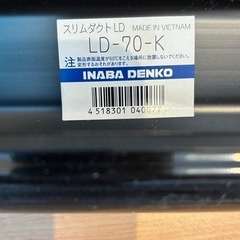 スリムダクトLD MADE IN VIETNAM
LD-70-K
INABA DENKO
注 製品表面温度が60℃をこえる場所に放置しないでください。
変形するおそれがあります。
4 518301 0400